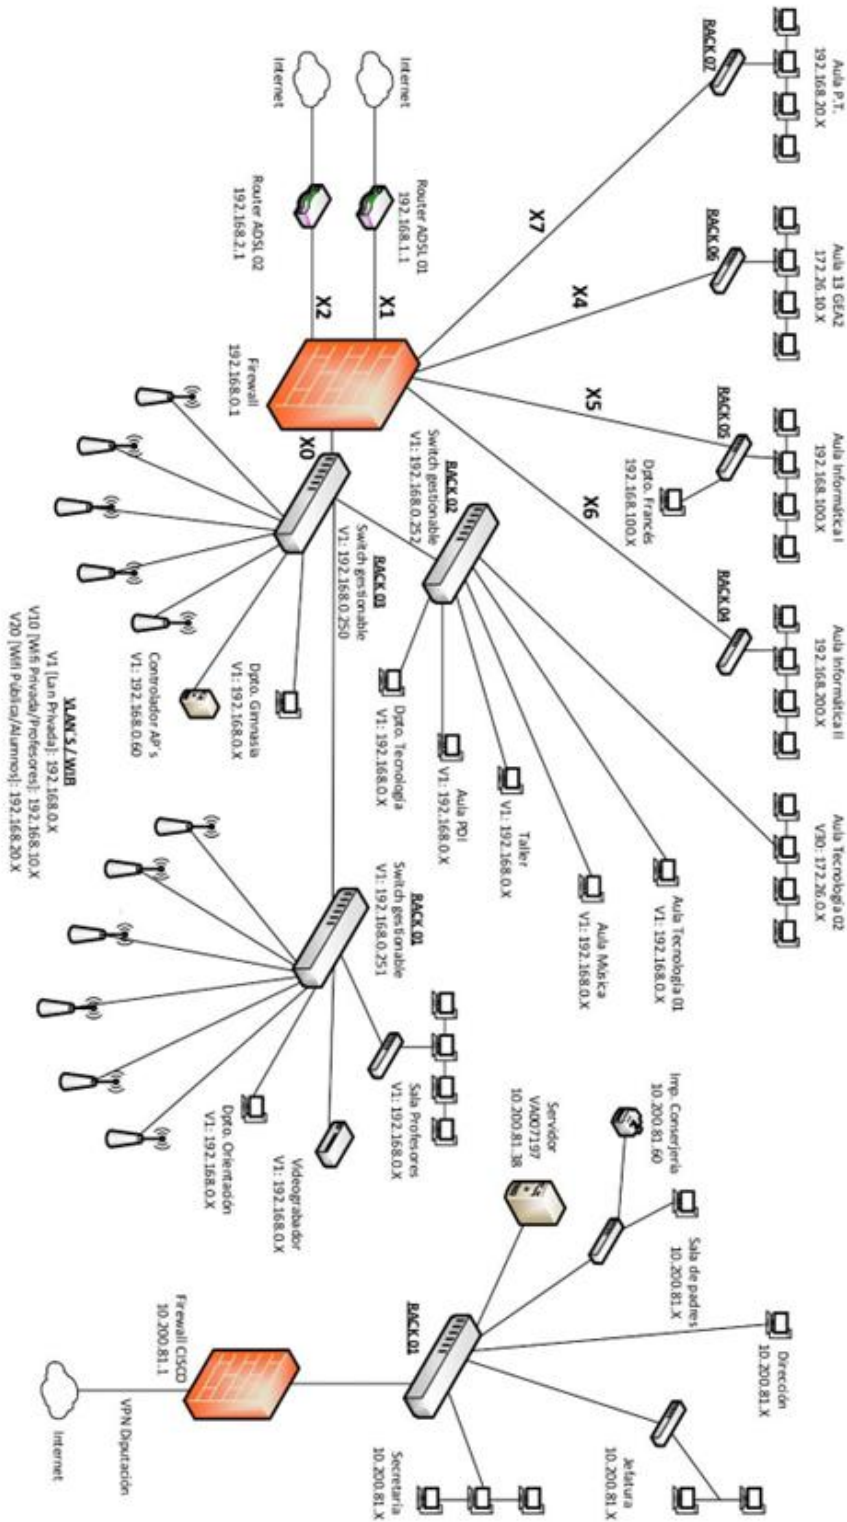 Aula P.T.
192.168.20.X
Aula 13 GEA2
172.26.10.X
Aula Informática I
192.168.100.X
Aula Informática II
192.168.200.X
Aula Tecnología 02
V30: 172.26.0.X
RACK 07
RACK 06
RACK 05
Dpto. Francés
192.168.100.X
RACK 04
X7
X4
X5
X6
Internet
Internet
Router ADSL 01
192.168.1.1
Router ADSL 02
192.168.2.1
X1
X2
Firewall
192.168.0.1
X0
RACK 02
Switch gestionable
V1: 192.168.0.252
RACK 03
Switch gestionable
V1: 192.168.0.250
Aula Tecnología 01
V1: 192.168.0.X
Aula Música
V1: 192.168.0.X
Taller
V1: 192.168.0.X
Aula PDI
V1: 192.168.0.X
Dpto. Tecnología
V1: 192.168.0.X
Dpto. Gimnasia
V1: 192.168.0.X
Controlador AP's
V1: 192.168.0.60
VLAN'S / WIFI
V1 [Lan Privada]: 192.168.0.X
V10 [Wifi Privada/Profesores]: 192.168.10.X
V20 [Wifi Pública/Alumnos]: 192.168.20.X
RACK 01
Switch gestionable
V1: 192.168.0.251
Sala Profesores
V1: 192.168.0.X
Videograbador
V1: 192.168.0.X
Dpto. Orientación
V1: 192.168.0.X
Imp. Conserjería
10.200.81.60
Sala de padres
10.200.81.X
Dirección
10.200.81.X
Jefatura
10.200.81.X
Servidor
VA007197
10.200.81.38
RACK 01
Secretaría
10.200.81.X
Firewall CISCO
10.200.81.1
VPN Diputación
Internet